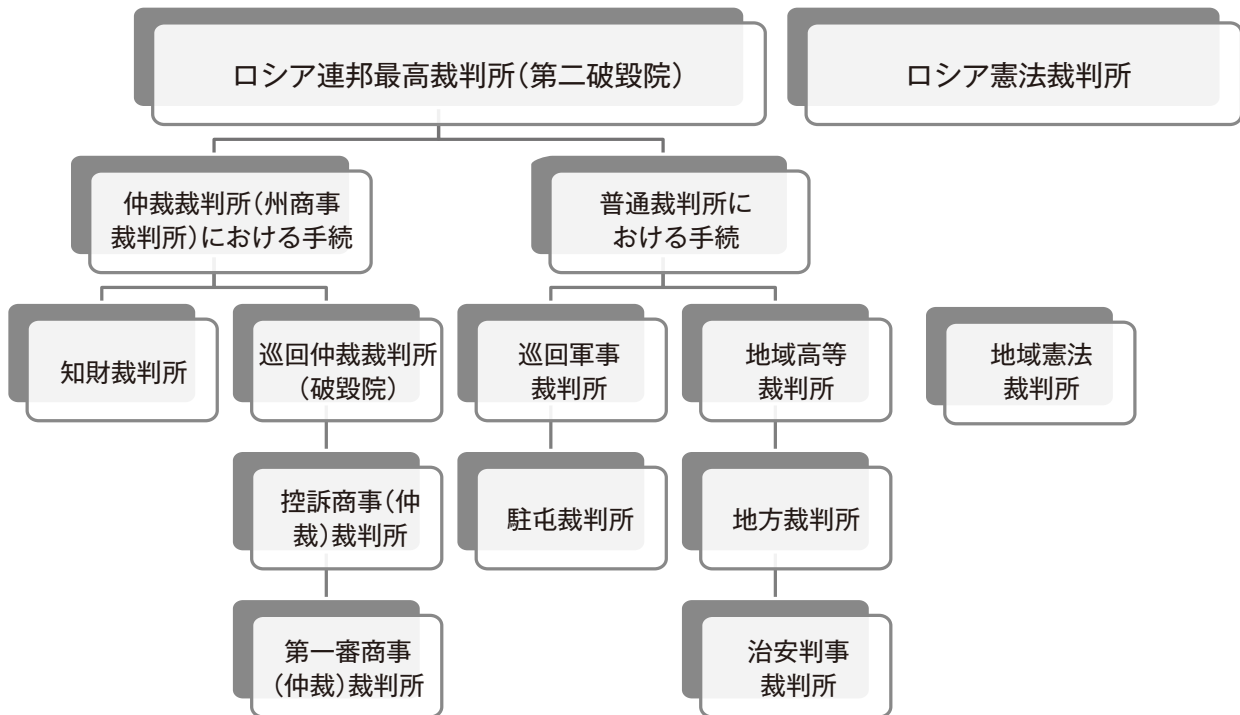 ロシア連邦最高裁判所（第二破毀院）
ロシア憲法裁判所
仲裁裁判所（州商事
裁判所）における手続
普通裁判所に
おける手続
知財裁判所
巡回仲裁裁判所
（破毀院）
巡回軍事
裁判所
地域高等
裁判所
地域憲法
裁判所
控訴商事（仲
裁）裁判所
駐屯裁判所
地方裁判所
第一審商事
（仲裁）裁判所
治安判事
裁判所